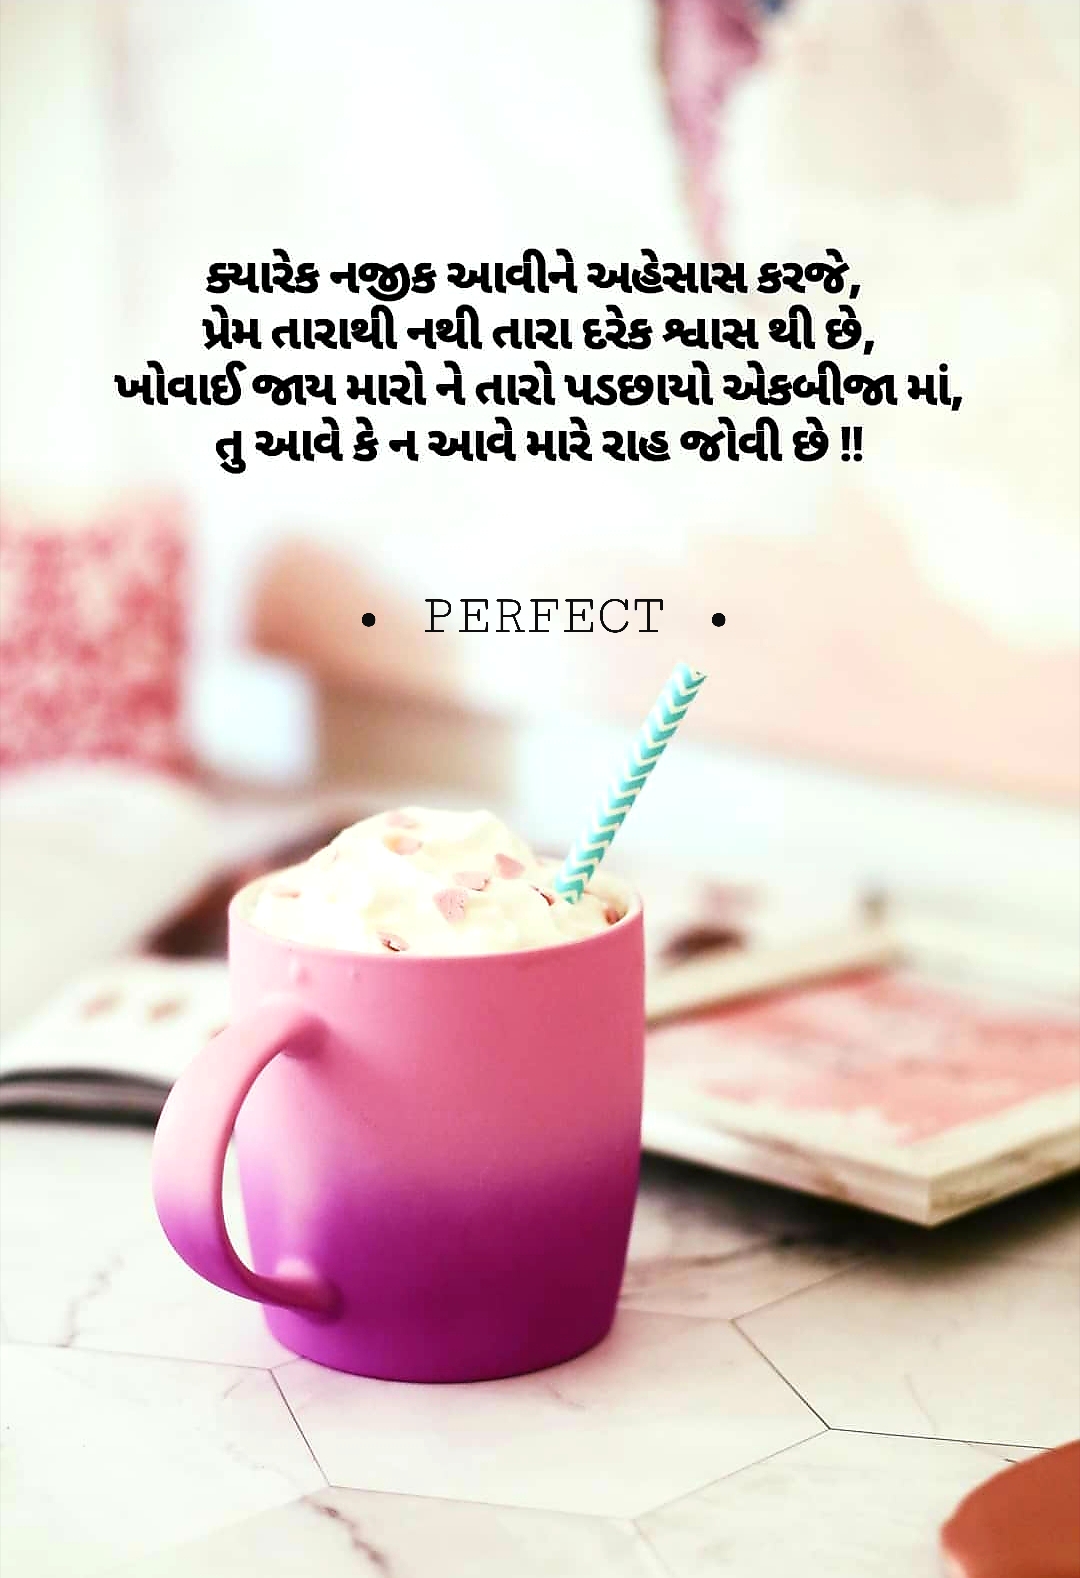 ક્યારેક નજીક આવીને અહેસાસ કરજે,
પ્રેમ તારાથી નથી તારા દરેક શ્વાસ થી છે,
ખોવાઈ જાય મારો ને તારો પડછાયો એકબીજા માં,
તુ આવે કે ન આવે મારે રાહ જોવી છે !!
• PERFECT •